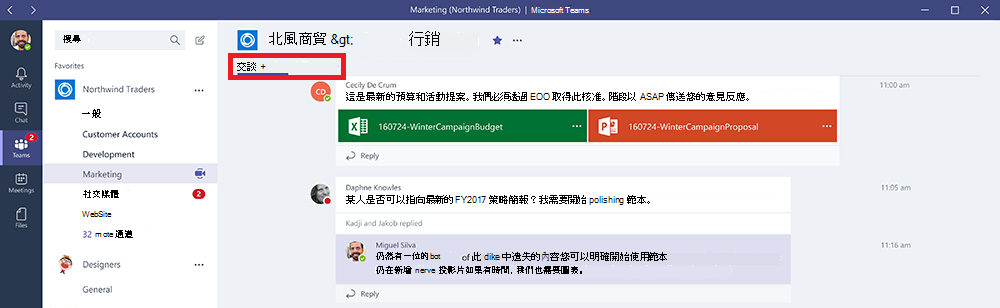 Marketing (Northwind Traders) | Microsoft Teams
搜尋
Favorites
Northwind Traders
一般
Customer Accounts
Development
Marketing
社交媒體
2
WebSite
32 more 通道
Designers
General
Activity
Chat
2
Teams
Meetings
Files
北風商貿 &gt; 行銷
交談 +
CD
Cecily De Crum
11:00 am
這是最新的預算和活動提案。我們必須透過 EOO 取得此核准。階段以 ASAP 傳送您的意見反應。
160724-WinterCampaignBudget
160724-WinterCampaignProposal
Reply
Daphne Knowles
11:05 am
某人是否可以指向最新的 FY2017 策略簡報？我需要開始 polishing 範本。
Kadji and Jakob replied
Miguel Silva
11:16 am
仍然有一位的bot of 此 dike 中遺失的內容您可以明確開始使用範本
仍在新增 nerve 投影片如果有時間, 我們也需要圖表。
Reply